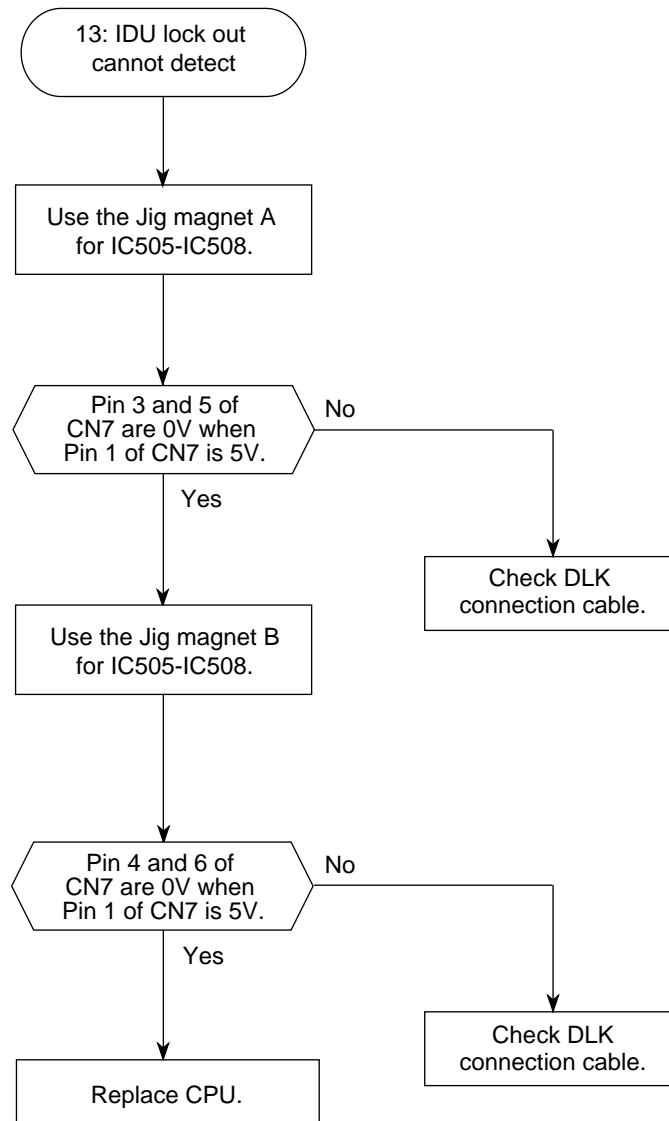 13: IDU lock out
cannot detect
Use the Jig magnet A
for IC505-IC508.
Pin 3 and 5 of
CN7 are 0V when
Pin 1 of CN7 is 5V.
No
Yes
Check DLK
connection cable.
Use the Jig magnet B
for IC505-IC508.
Pin 4 and 6 of
CN7 are 0V when
Pin 1 of CN7 is 5V.
No
Yes
Check DLK
connection cable.
Replace CPU.